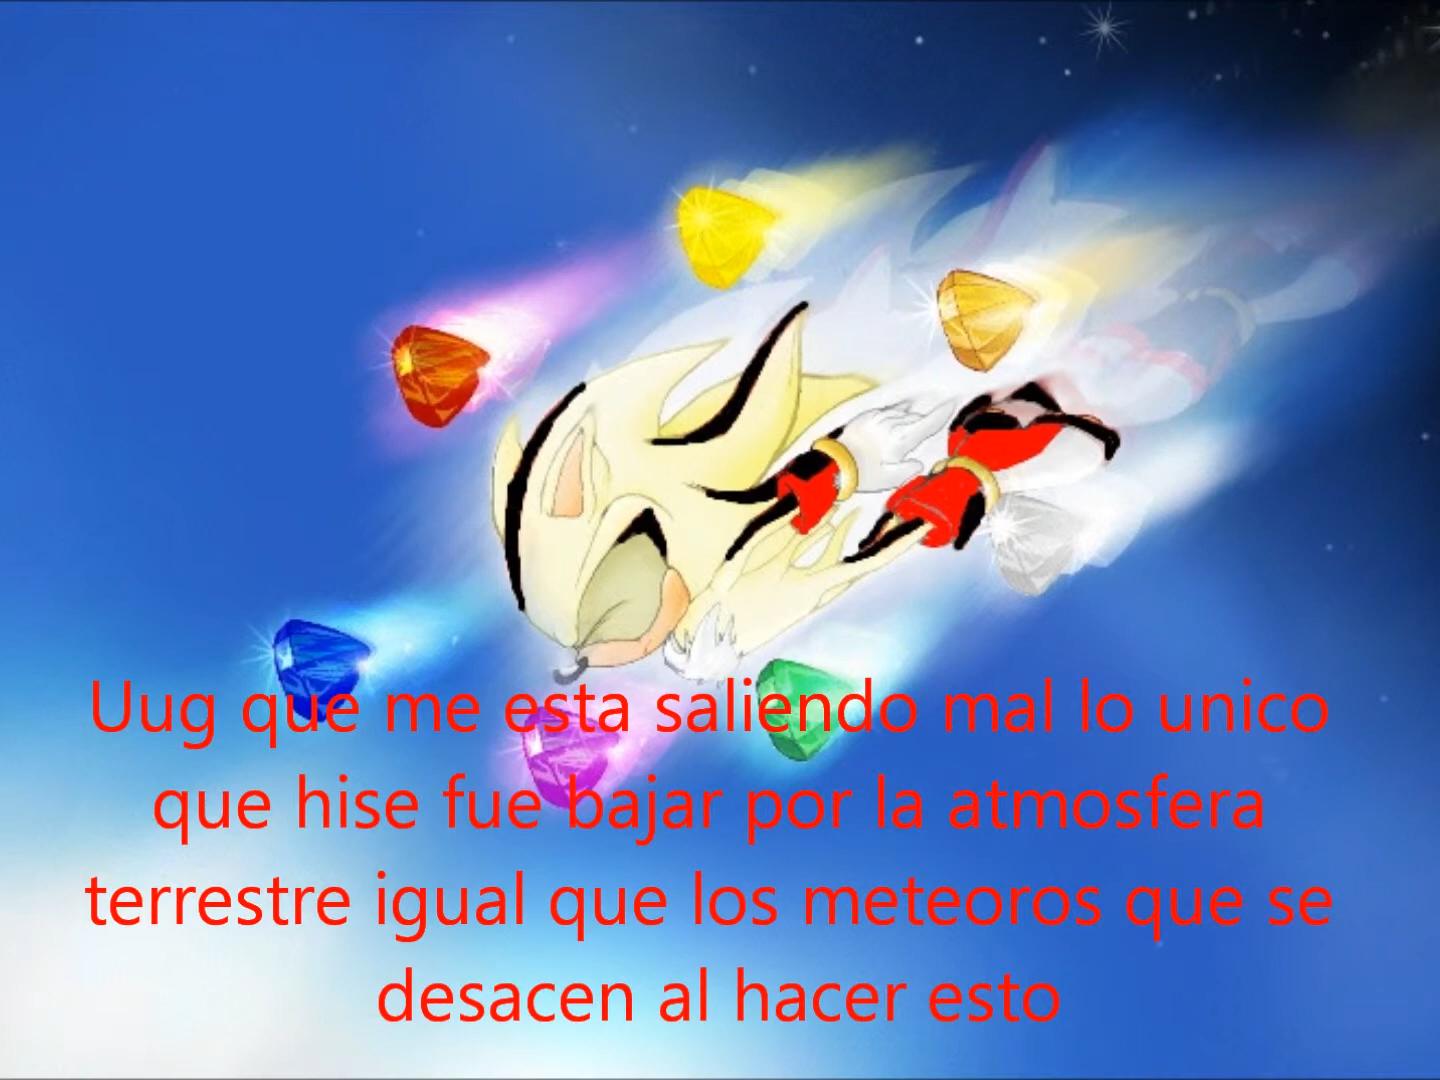 Uug que me esta saliendo mal lo unico
que hise fue bajar por la atmosfera
terrestre igual que los meteoros que se
desacen al hacer esto